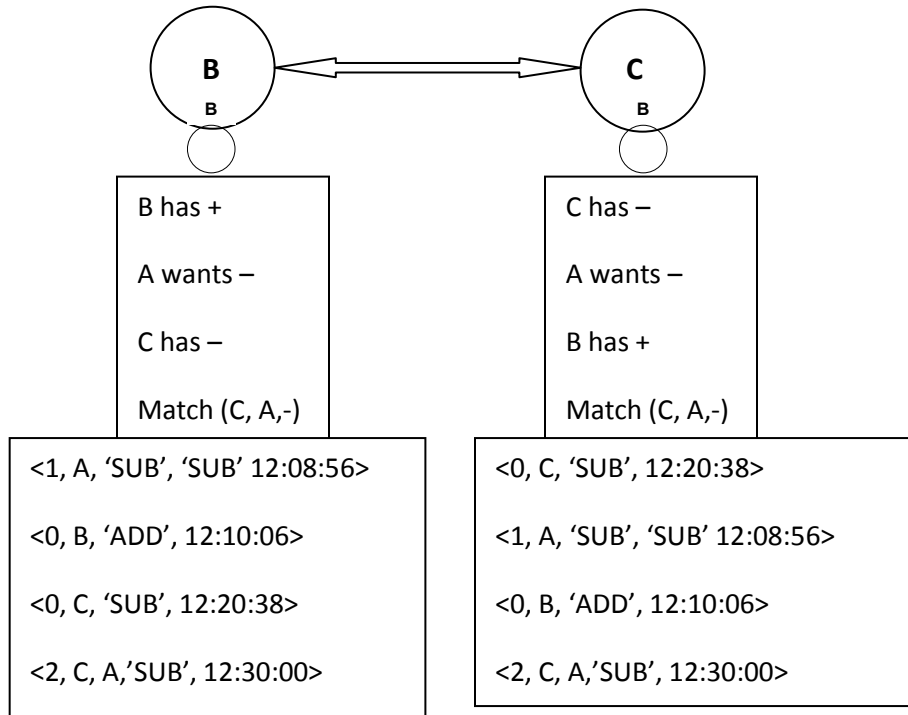 B
B
B has +
A wants –
C has –
Match (C, A,-)
<1, A, ‘SUB’, ‘SUB’ 12:08:56>
<0, B, ‘ADD’, 12:10:06>
<0, C, ‘SUB’, 12:20:38>
<2, C, A,’SUB’, 12:30:00>
C
B
C has –
A wants –
B has +
Match (C, A,-)
<0, C, ‘SUB’, 12:20:38>
<1, A, ‘SUB’, ‘SUB’ 12:08:56>
<0, B, ‘ADD’, 12:10:06>
<2, C, A,’SUB’, 12:30:00>